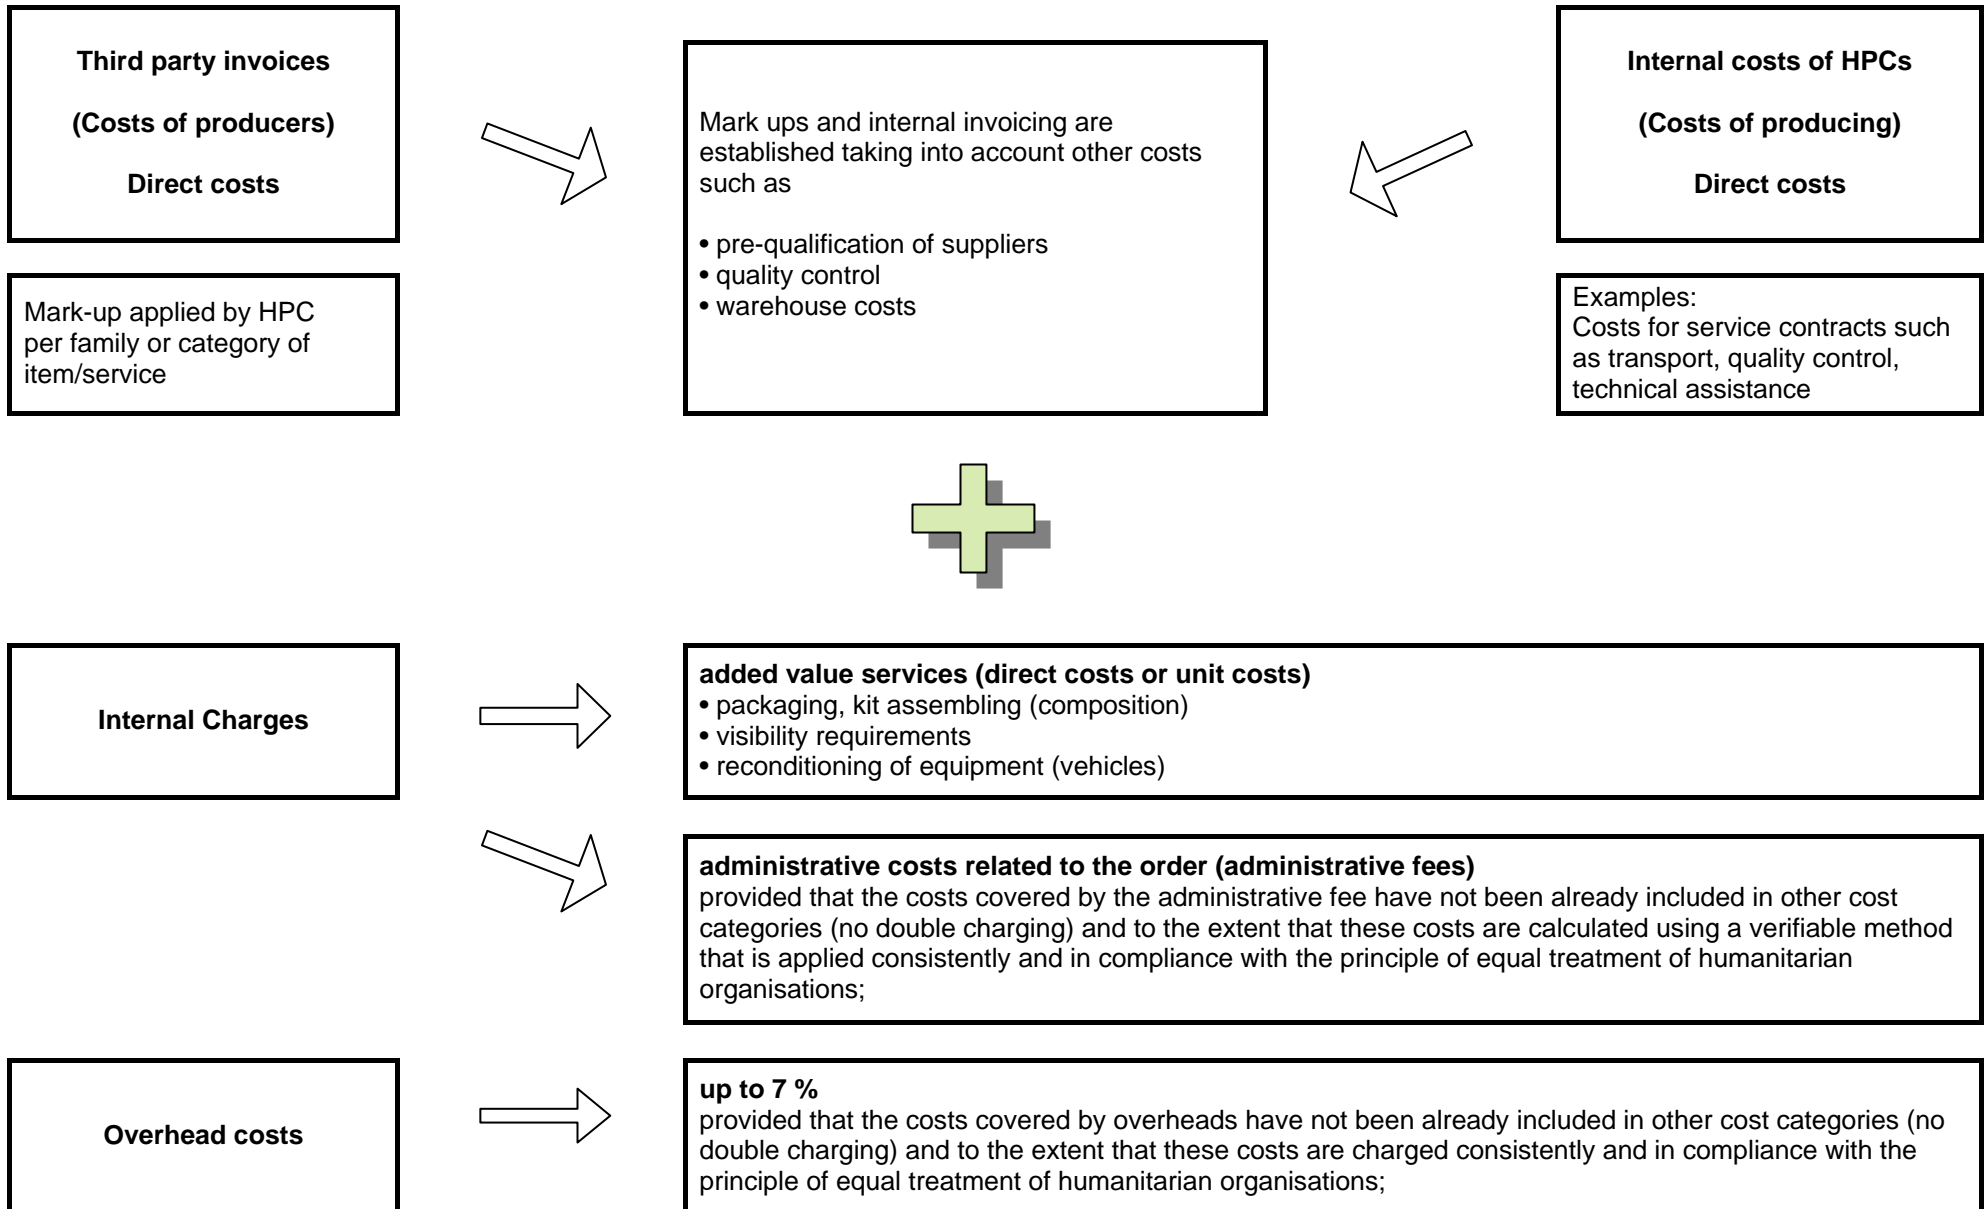 Third party invoices
(Costs of producers)
Direct costs
Mark-up applied by HPC
per family or category of
item/service
Mark ups and internal invoicing are
established taking into account other costs
such as
• pre-qualification of suppliers
• quality control
• warehouse costs
Internal costs of HPCs
(Costs of producing)
Direct costs
Examples:
Costs for service contracts such
as transport, quality control,
technical assistance
Internal Charges
added value services (direct costs or unit costs)
• packaging, kit assembling (composition)
• visibility requirements
• reconditioning of equipment (vehicles)
administrative costs related to the order (administrative fees)
provided that the costs covered by the administrative fee have not been already included in other cost
categories (no double charging) and to the extent that these costs are calculated using a verifiable method
that is applied consistently and in compliance with the principle of equal treatment of humanitarian
organisations;
Overhead costs
up to 7 %
provided that the costs covered by overheads have not been already included in other cost categories (no
double charging) and to the extent that these costs are charged consistently and in compliance with the
principle of equal treatment of humanitarian organisations;